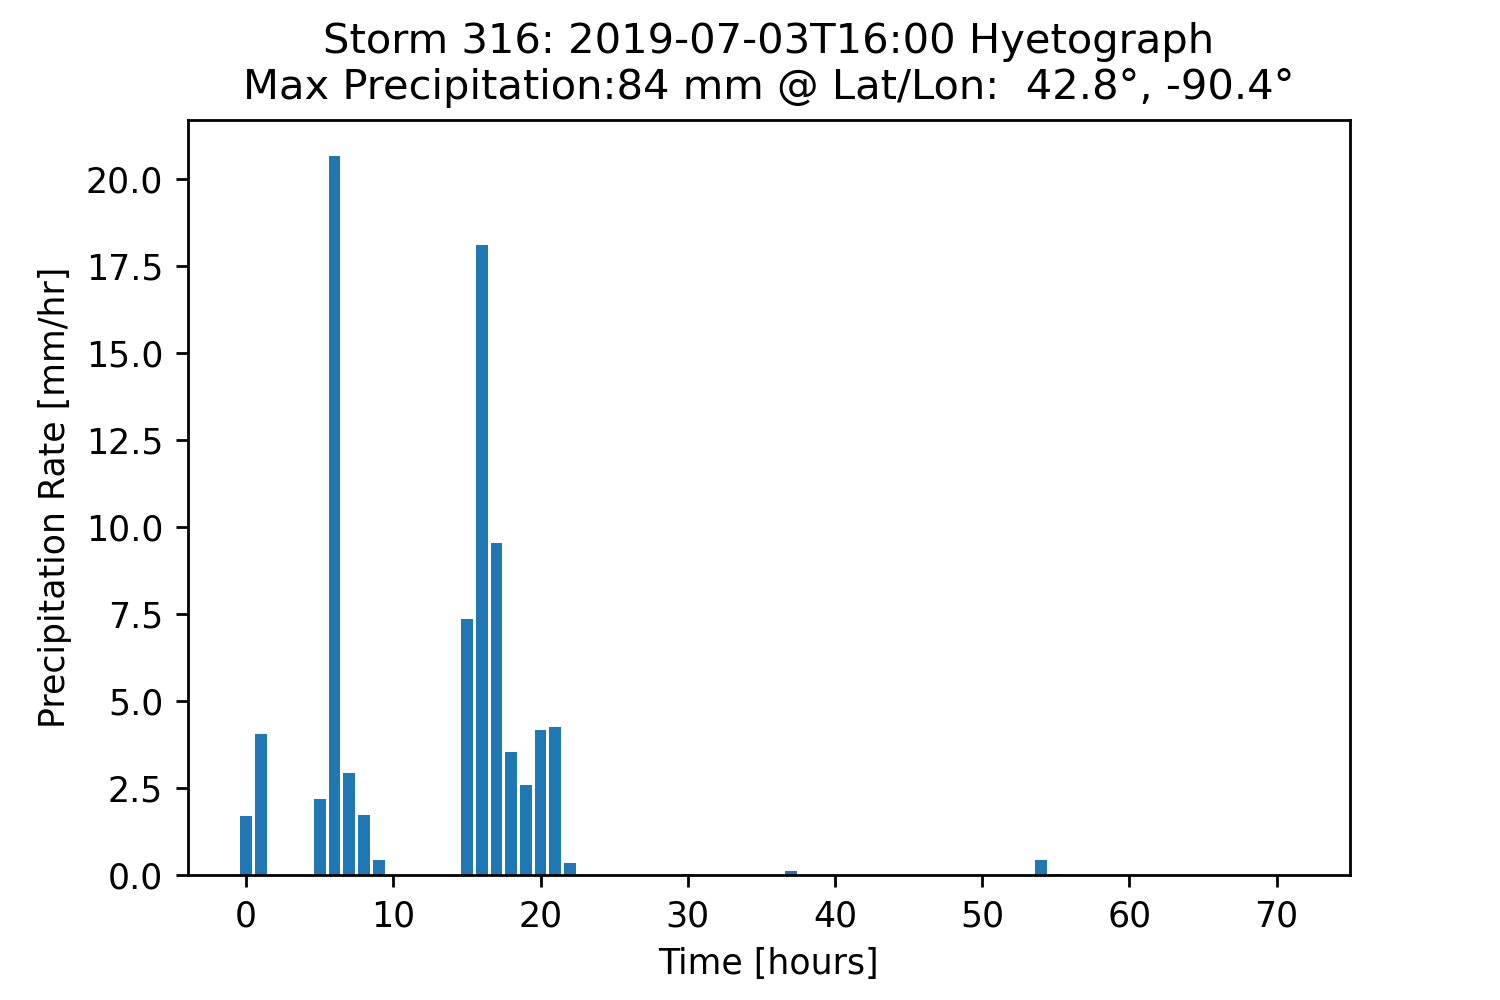 Storm 316: 2019-07-03T16:00 Hyetograph
Max Precipitation:84 mm @ Lat/Lon:  42.8°, -90.4°
Precipitation Rate [mm/hr]
20.0
17.5
15.0
12.5
10.0
7.5
5.0
2.5
0.0
0 10 20 30 40 50 60 70
Time [hours]